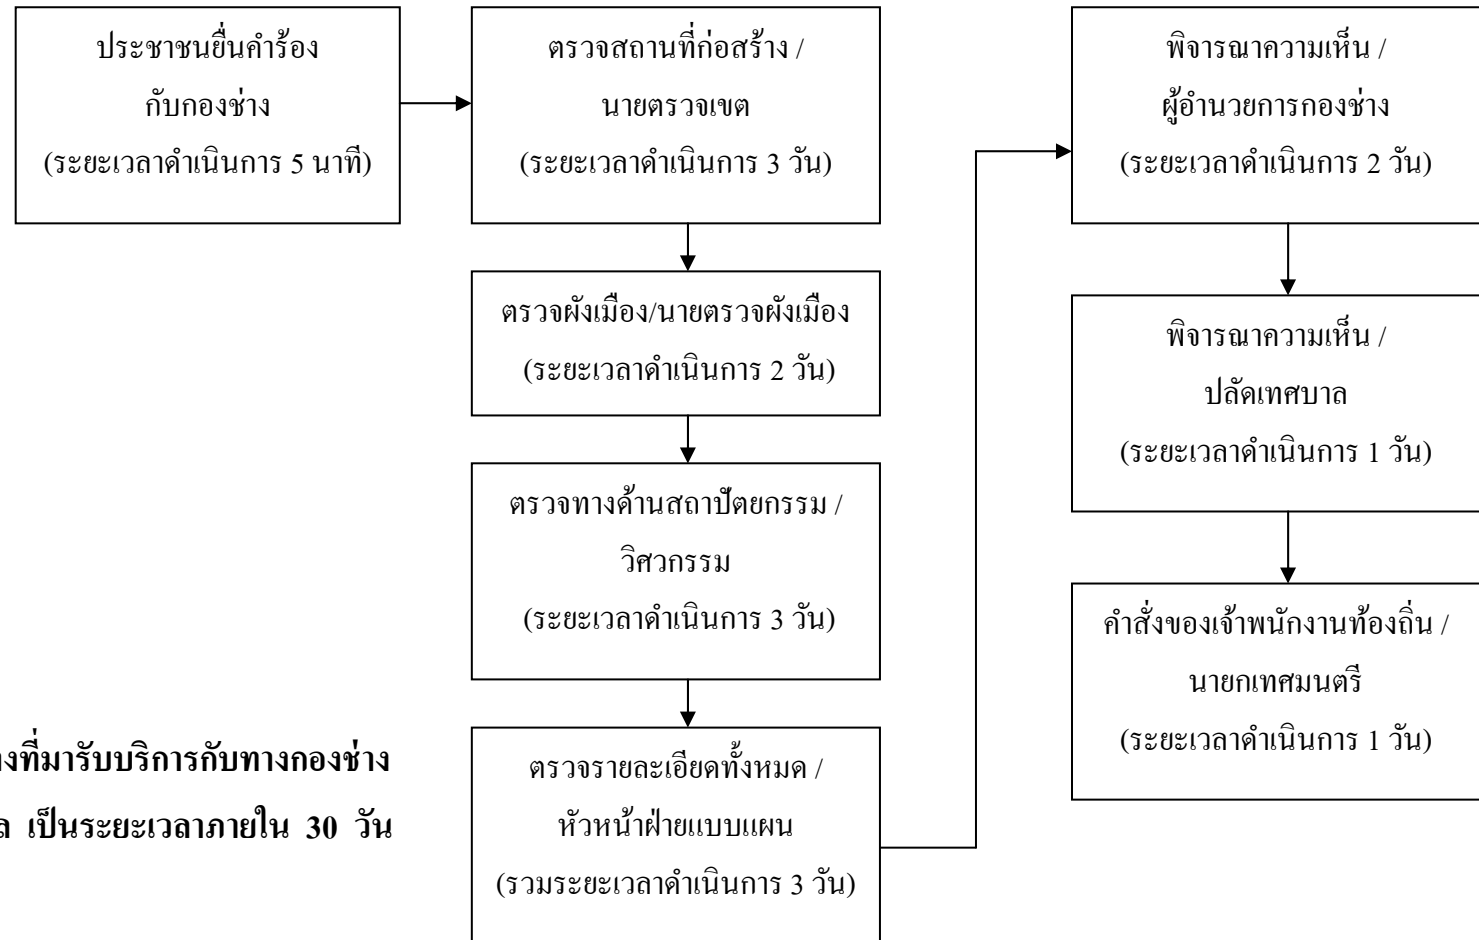 ประชาชนยื่นคำร้อง
กับกองช่าง
(ระยะเวลาดำเนินการ 5 นาที)
ตรวจสถานที่ก่อสร้าง /
นายตรวจเขต
(ระยะเวลาดำเนินการ 3 วัน)
ตรวจผังเมือง/นายตรวจผังเมือง
(ระยะเวลาดำเนินการ 2 วัน)
ตรวจทางด้านสถาปัตยกรรม /
วิศวกรรม
(ระยะเวลาดำเนินการ 3 วัน)
ตรวจรายละเอียดทั้งหมด /
หัวหน้าฝ่ายแบบแผน
(รวมระยะเวลาดำเนินการ 3 วัน)
พิจารณาความเห็น /
ผู้อำนวยการกองช่าง
(ระยะเวลาดำเนินการ 2 วัน)
พิจารณาความเห็น /
ปลัดเทศบาล
(ระยะเวลาดำเนินการ 1 วัน)
คำสั่งของเจ้าพนักงานท้องถิ่น /
นายกเทศมนตรี
(ระยะเวลาดำเนินการ 1 วัน)
ที่มารับบริการกับทางกองช่าง
เป็นระยะเวลาภายใน 30 วัน